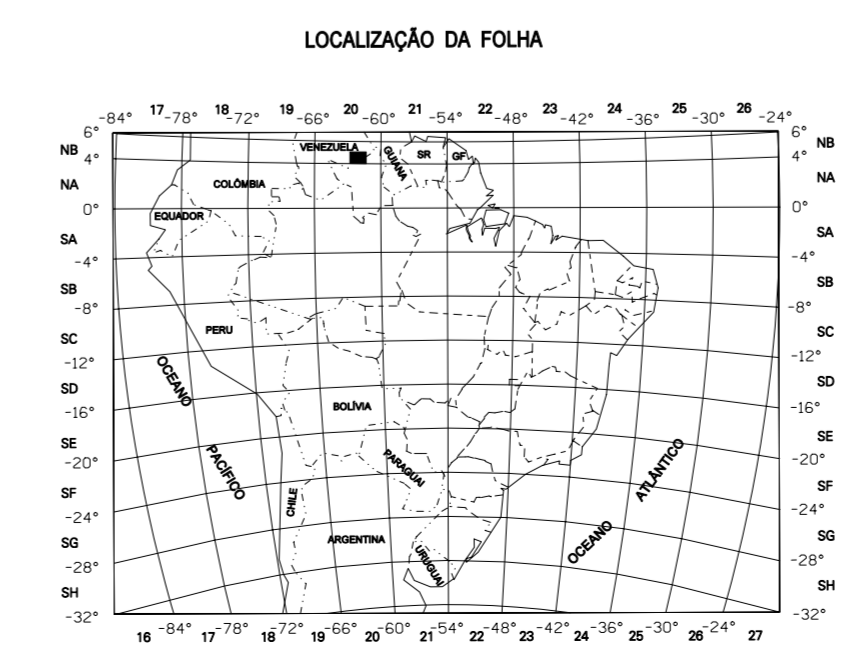 LOCALIZAÇÃO DA FOLHA
17 18 19 20 21 22 23 24 25 26
-84° -78° -72° -66° -60° -54° -48° -42° -36° -30° -24°
6° 6°
NB VENEZUELA GUIANA SR GF NB
4° 4°
NA COLÔMBIA NA
0° EQUADOR 0°
SA SA
-4° -4°
SB SB
-8° -8°
SC PERU SC
-12° -12°
SD OCEANO SD
-16° BOLÍVIA -16°
SE SE
-20° PACÍFICO PARAGUAI ATLÂNTICO -20°
SF CHILE SF
-24° -24°
SG ARGENTINA OCEANO SG
-28° URUGUAI -28°
SH SH
-32° -32°
-84° -78° -72° -66° -60° -54° -48° -42° -36° -30° -24°
16 17 18 19 20 21 22 23 24 25 26 27